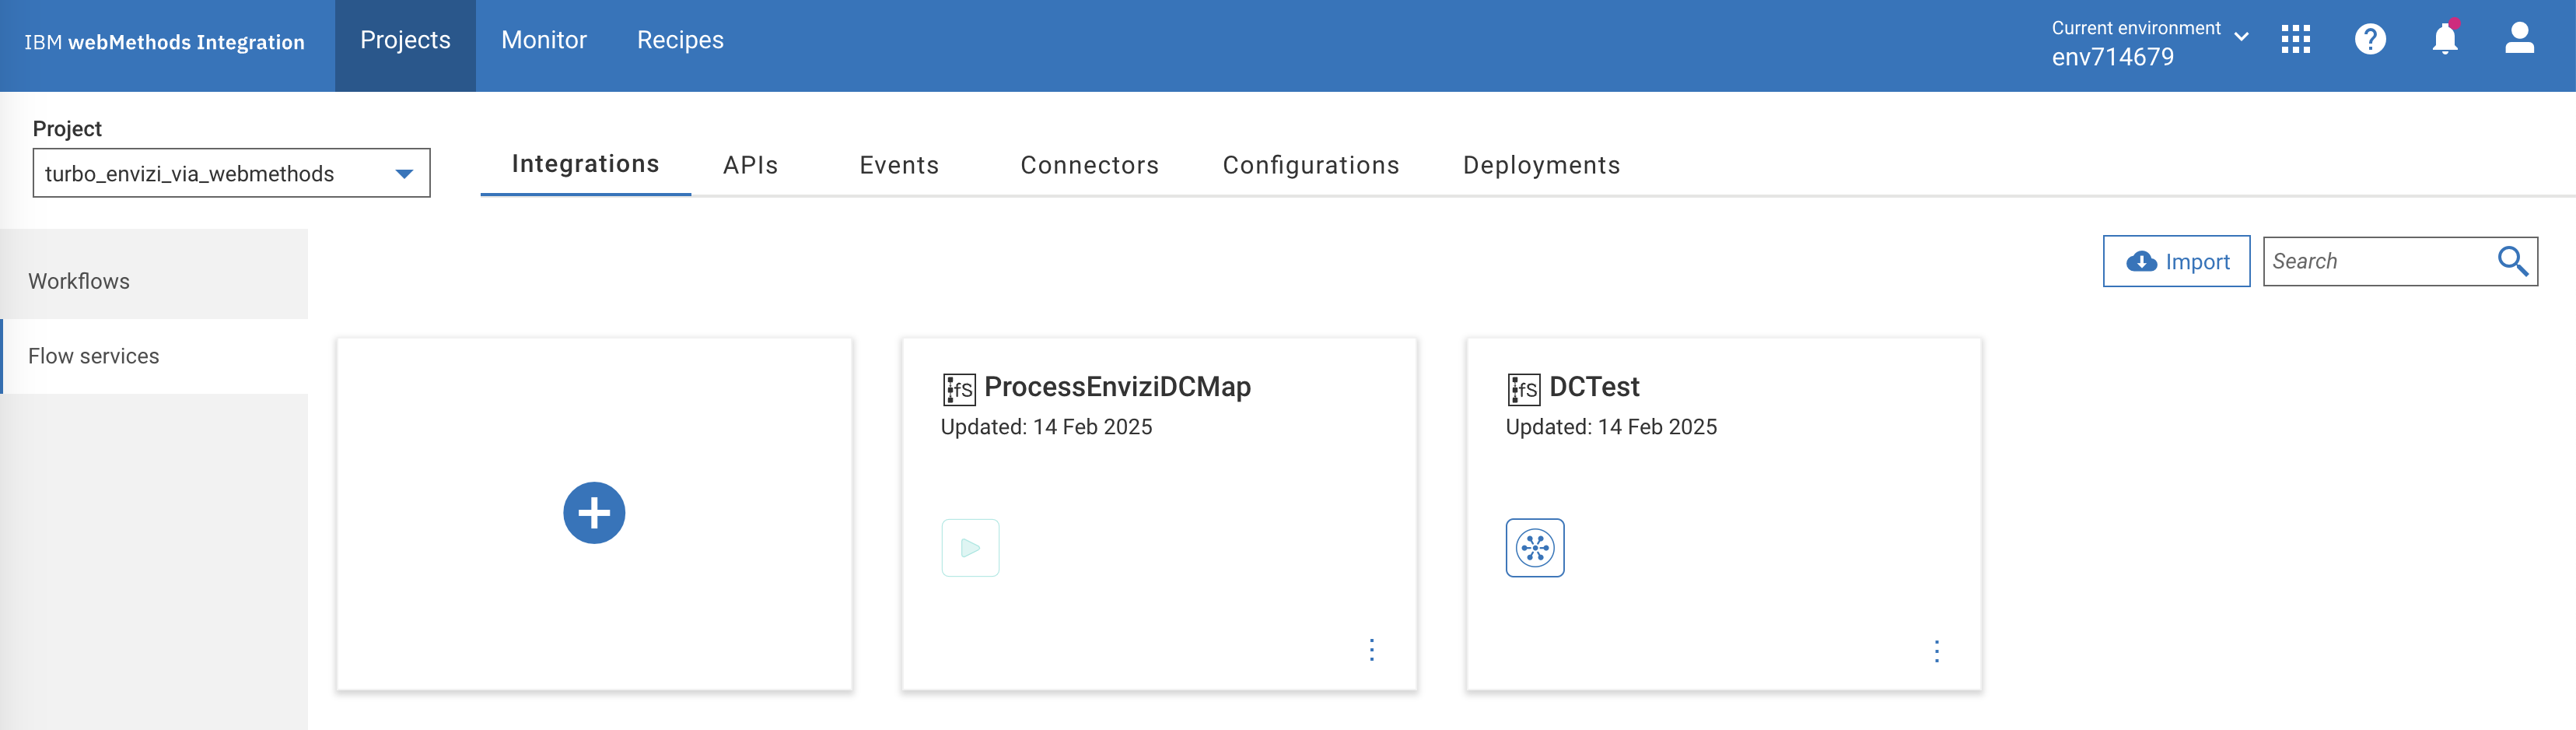 IBM webMethods Integration
Projects
Monitor
Recipes
Current environment
env714679
Project
turbo_envizi_via_webmethods
Integrations
APIs
Events
Connectors
Configurations
Deployments
Workflows
Flow services
Import
Search
fS ProcessEnviziDCMap
Updated: 14 Feb 2025
fS DCTest
Updated: 14 Feb 2025